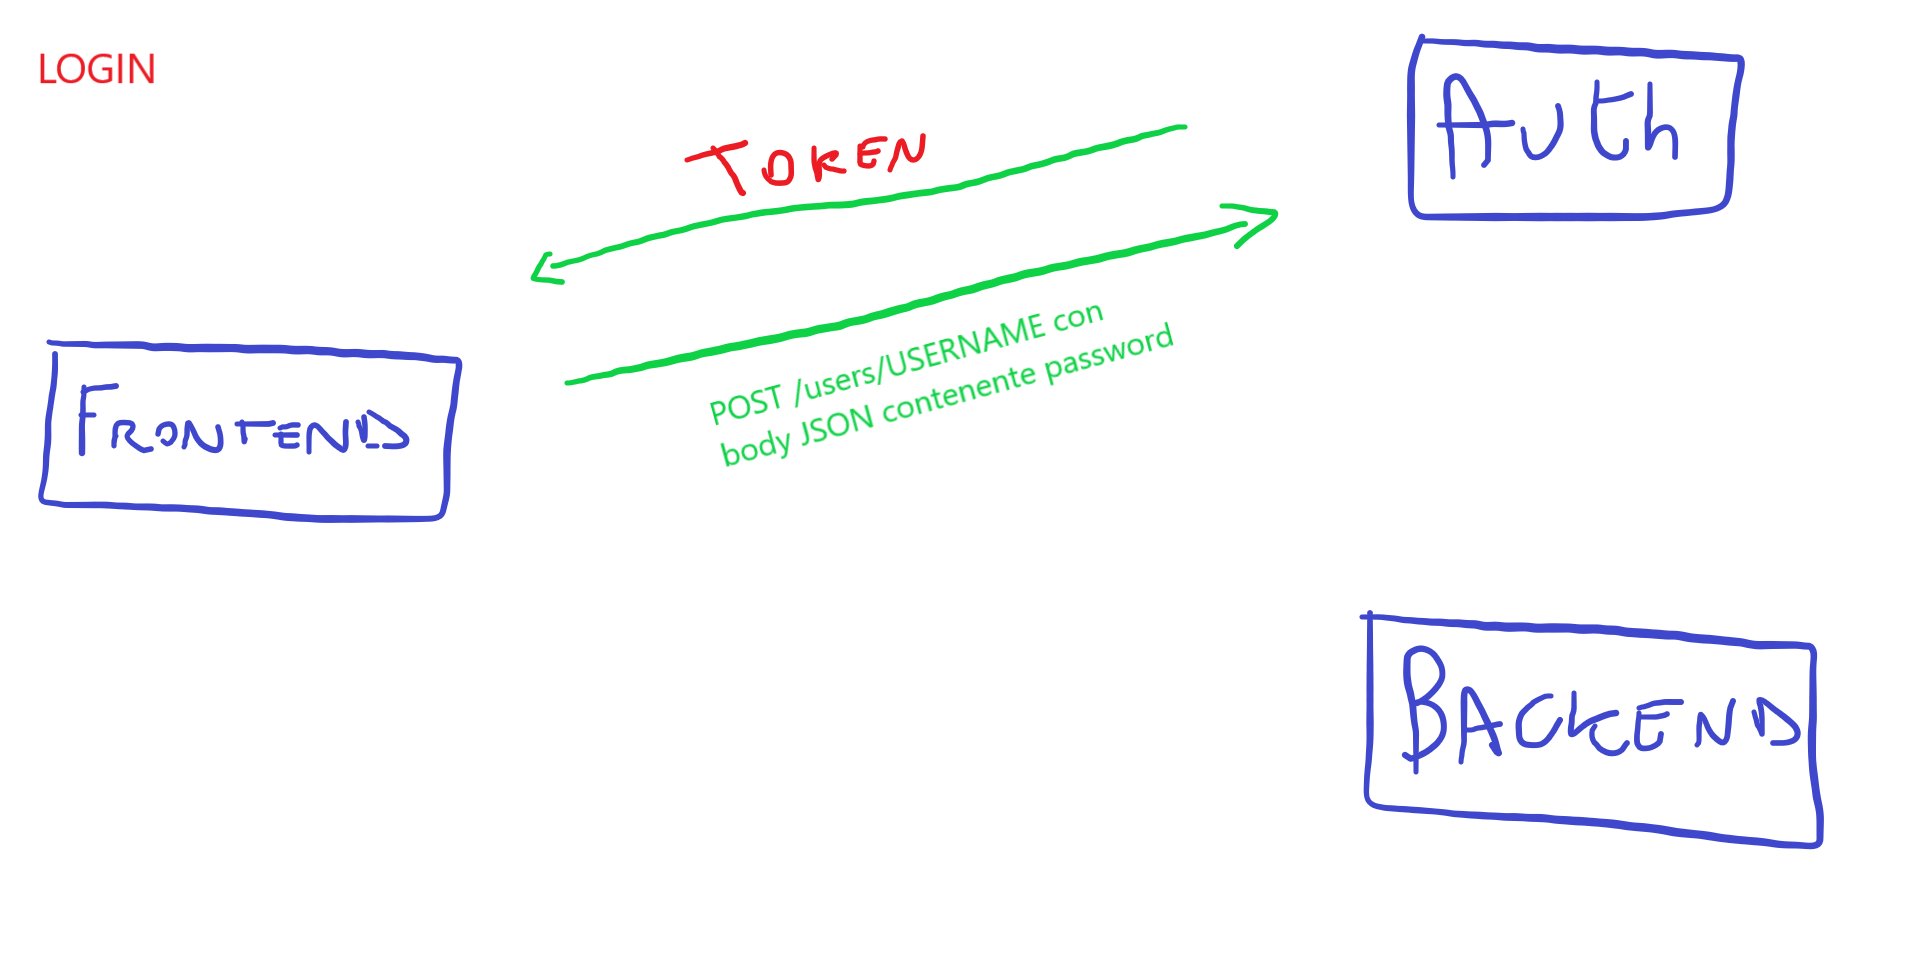 LOGIN
Auth
TOKEN
POST /users/USERNAME con
body JSON contenente password
FRONTEND
BACKEND